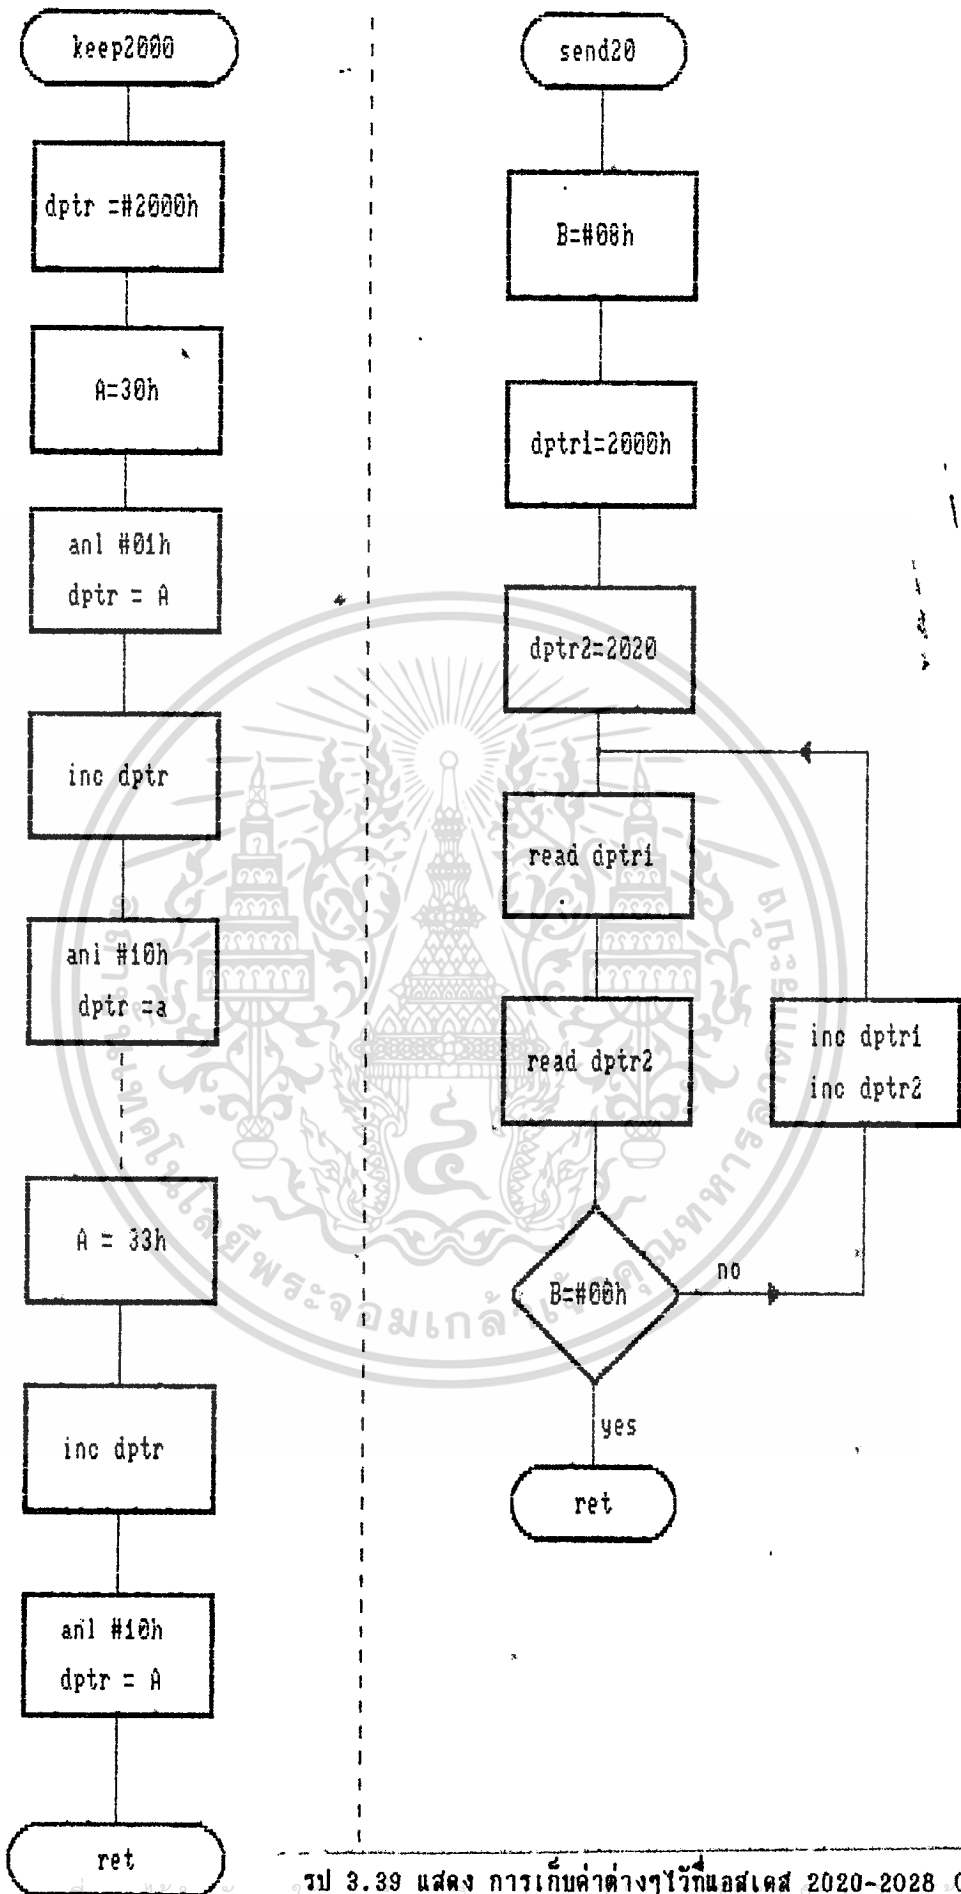 keep2000
dptr =#2000h
A=30h
anl #01h
dptr = A
inc dptr
anl #10h
dptr =a
A = 33h
inc dptr
anl #10h
dptr = A
ret
send20
B=#08h
dptr1=2000h
dptr2=2020
read dptr1
read dptr2
inc dptr1
inc dptr2
B=#00h
no
yes
ret
รูป 3.39 แสดง การเก็บค่าต่างๆไว้ที่แอสเดส 2020-2028